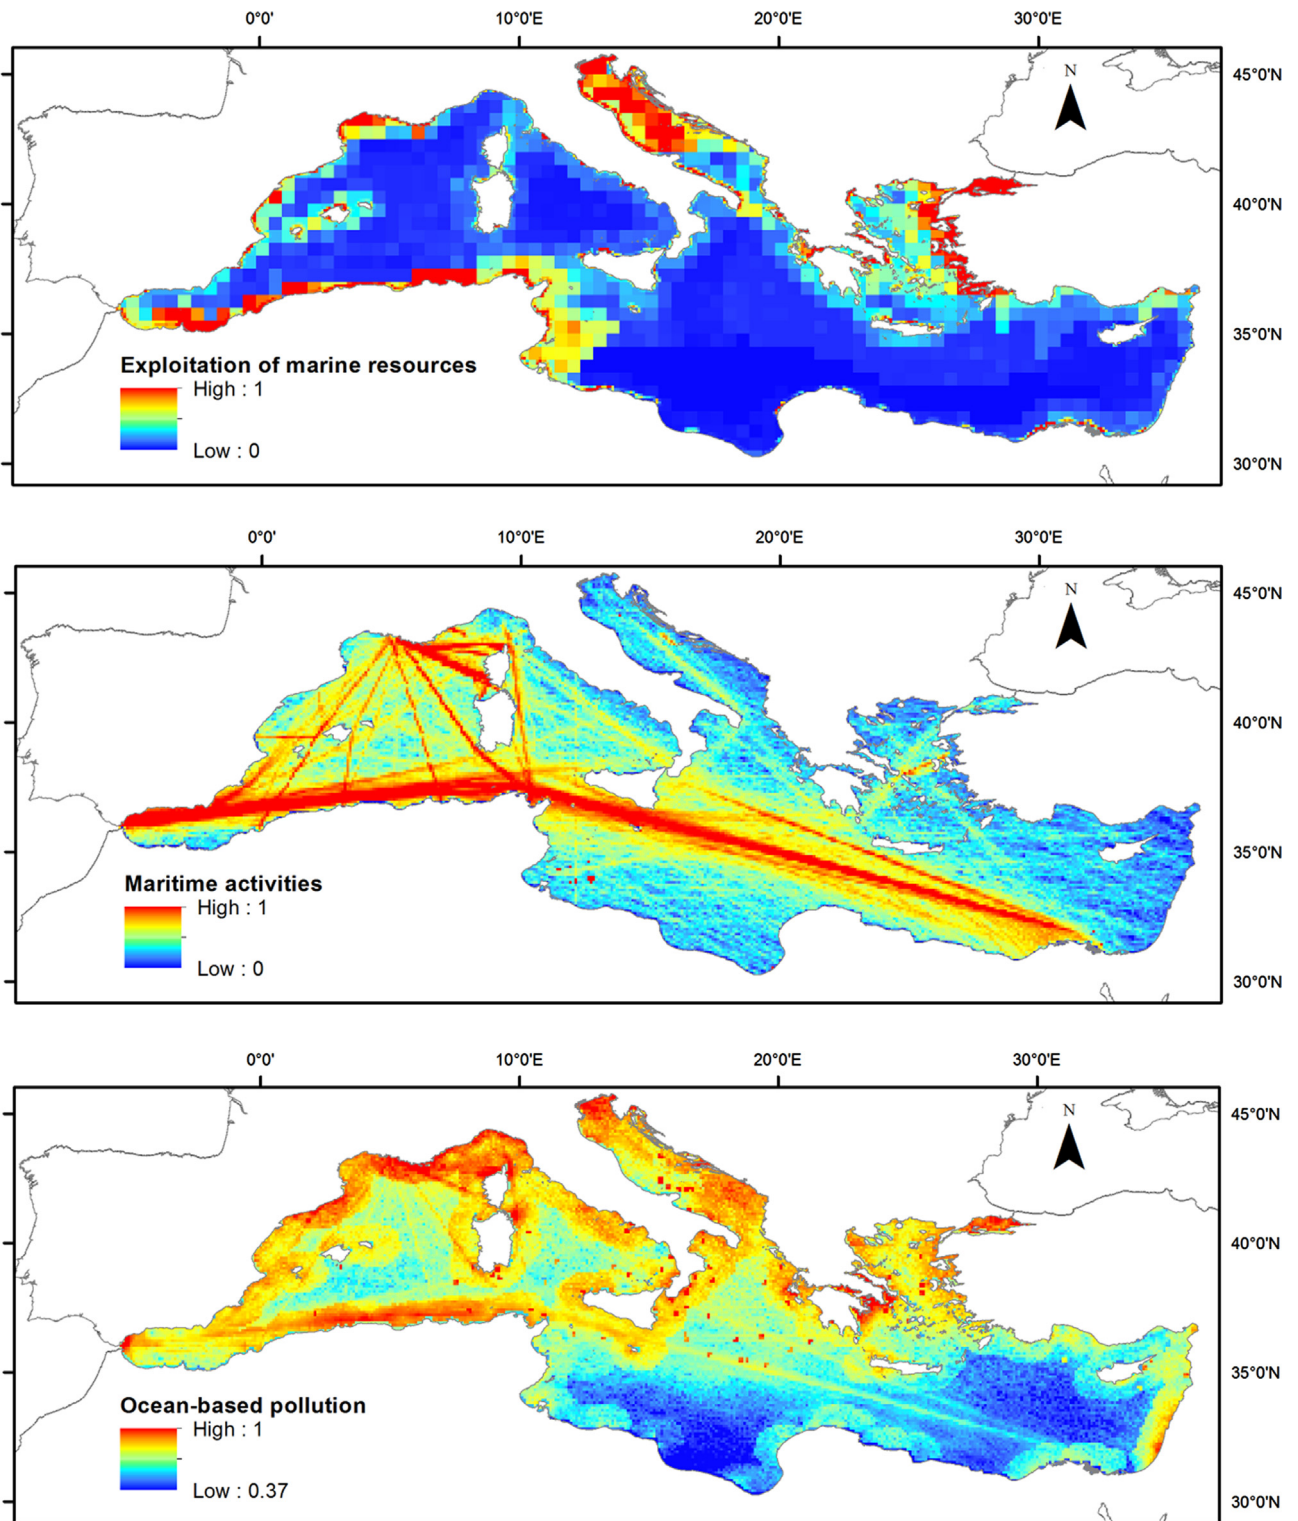 0°0' 10°0'E 20°0'E 30°0'E
N
45°0'N
40°0'N
35°0'N
Exploitation of marine resources
High : 1
Low : 0
30°0'N
0°0' 10°0'E 20°0'E 30°0'E
N
45°0'N
40°0'N
35°0'N
Maritime activities
High : 1
Low : 0
30°0'N
0°0' 10°0'E 20°0'E 30°0'E
N
45°0'N
40°0'N
35°0'N
Ocean-based pollution
High : 1
Low : 0.37
30°0'N